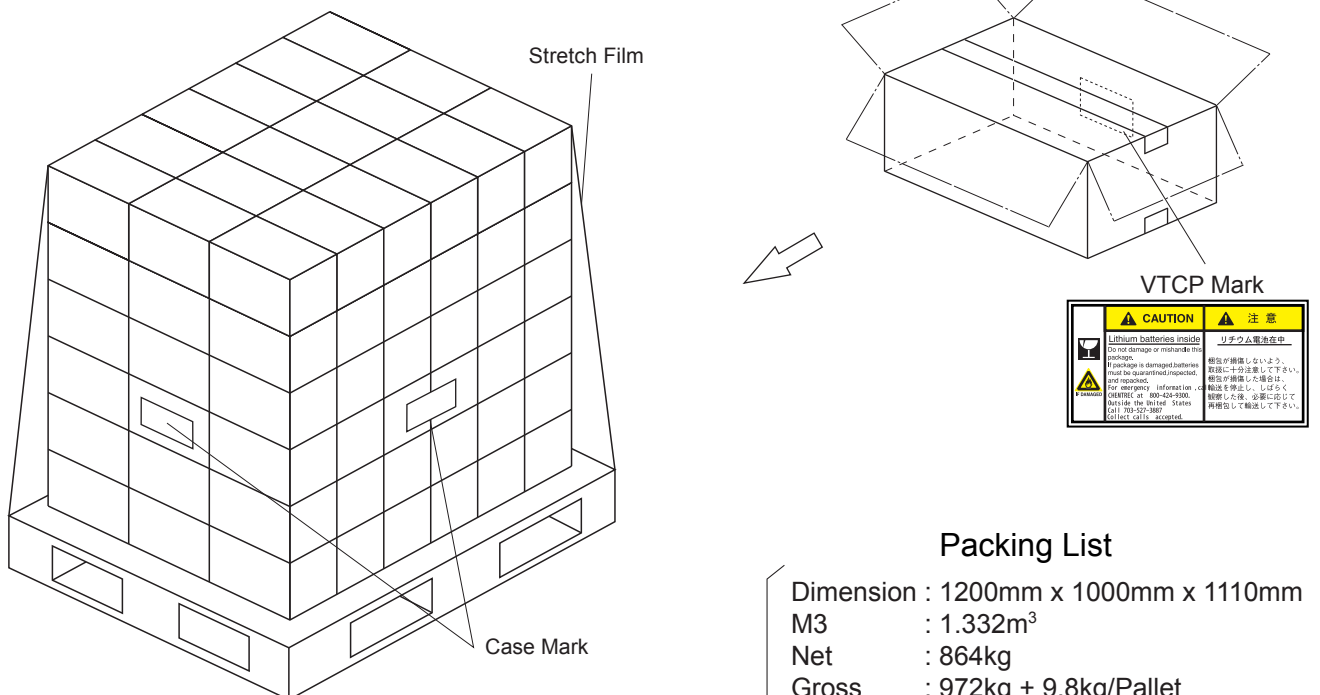 Stretch Film
VTCP Mark
CAUTION
Lithium batteries inside
Do not damage or mishandle this
package.
If package is damaged,batteries
must be quarantined,inspected,
and repacked.
For emergency information ,cal
CHENTREC at 800-424-9300.
Outside the United States
Call 703-527-3887
Collect calls accepted.
IF DAMAGED
注意
リチウム電池在中
梱包が損傷しないよう、
取扱に十分注意して下さい。
梱包が損傷した場合は、
輸送を停止し、しばらく
観察した後、必要に応じて
再梱包して輸送して下さい。
Case Mark
Packing List
Dimension : 1200mm x 1000mm x 1110mm
M3 : 1.332m³
Net : 864kg
Gross : 972kg + 9.8kg/Pallet